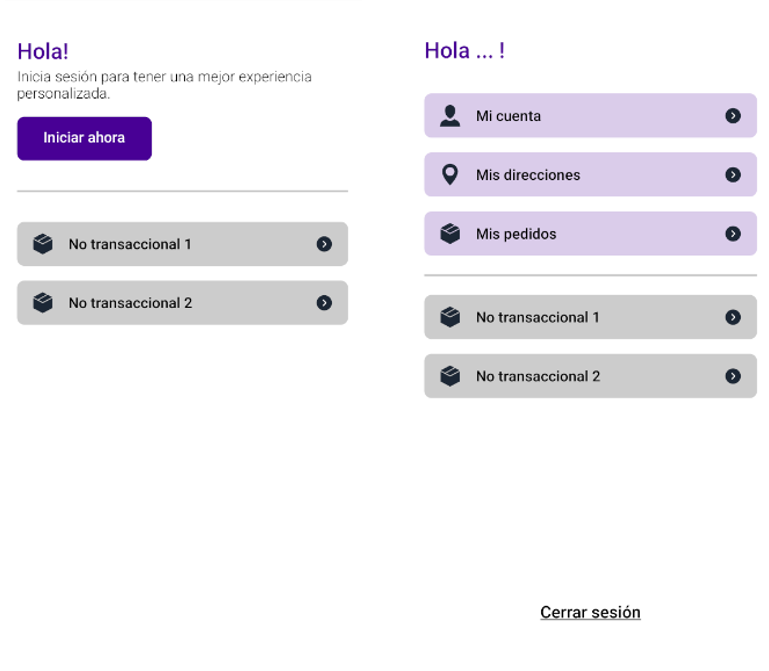 Hola!
Inicia sesión para tener una mejor experiencia
personalizada.
Iniciar ahora
No transaccional 1
No transaccional 2
Hola ... !
Mi cuenta
Mis direcciones
Mis pedidos
No transaccional 1
No transaccional 2
Cerrar sesión